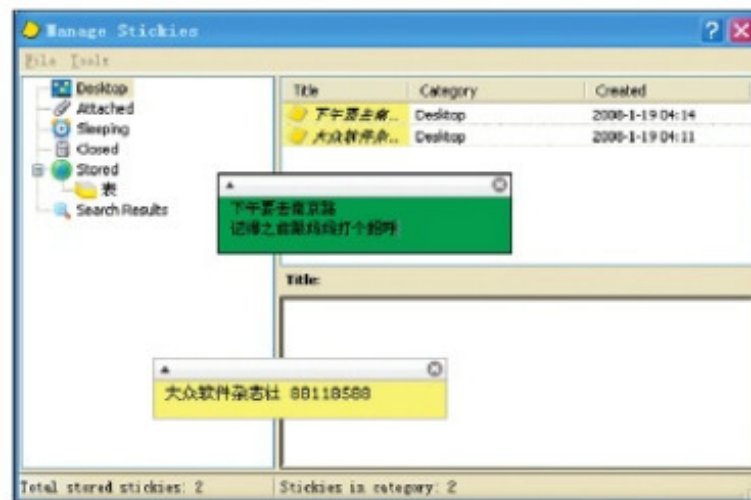 Manage Stickies
File Tools
Desktop
Attached
Sleeping
Closed
Stored
表
Search Results
Title Category Created
下午要去南... Desktop 2008-1-19 04:14
大众软件杂... Desktop 2008-1-19 04:11
下午要去南京路
记得之前跟妈妈打个招呼
Title:
大众软件杂志社 88118588
Total stored stickies: 2 Stickies in category: 2